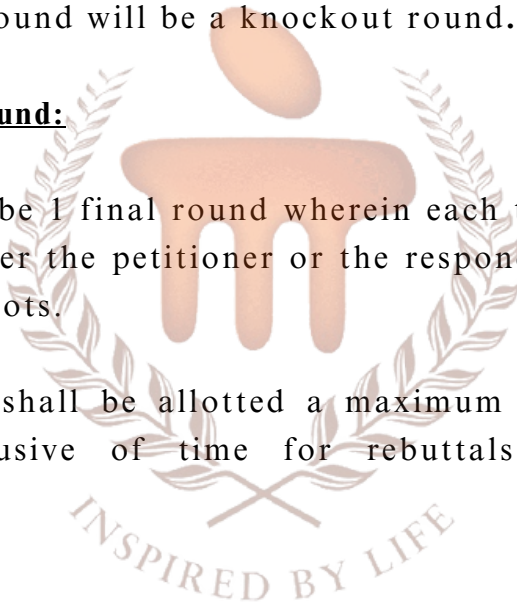 ound will be a knockout round.
und:
be 1 final round wherein each
er the petitioner or the respon
ots.
shall be allotted a maximum
usive of time for rebuttals
INSPIRED BY LIFE